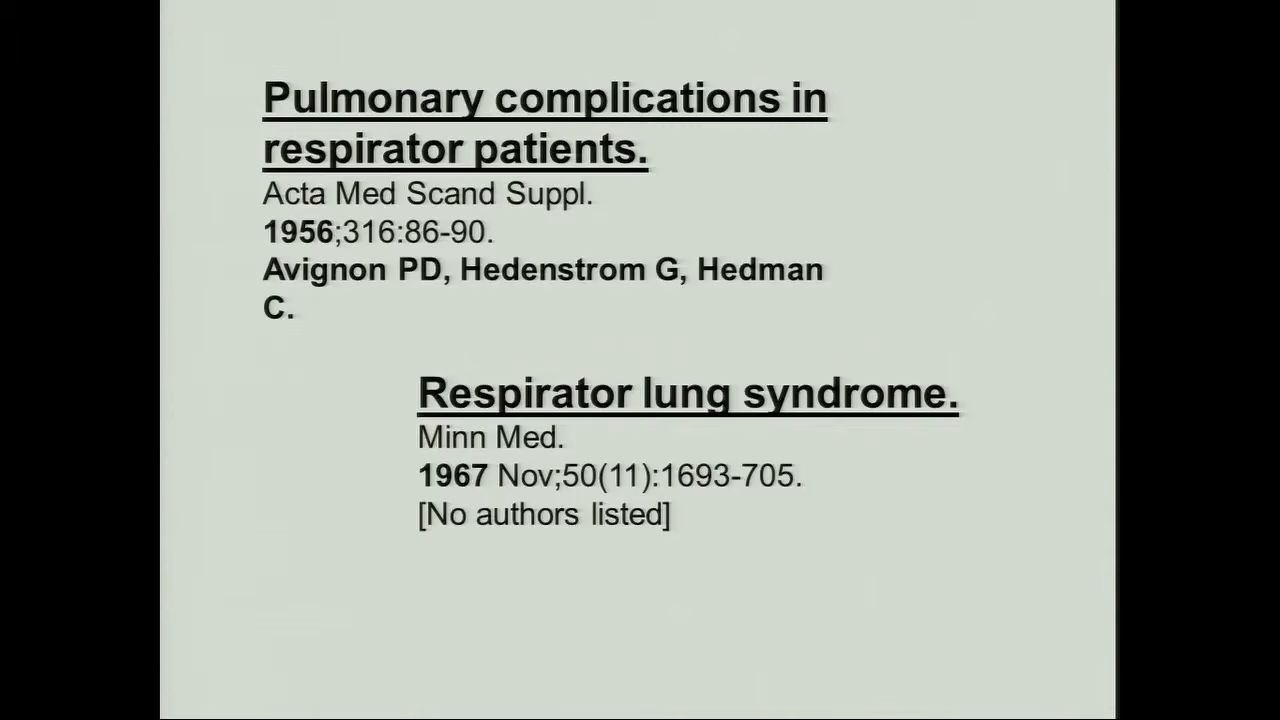 Pulmonary complications in
respirator patients.
Acta Med Scand Suppl.
1956;316:86-90.
Avignon PD, Hedenstrom G, Hedman
C.
Respirator lung syndrome.
Minn Med.
1967 Nov;50(11):1693-705.
[No authors listed]